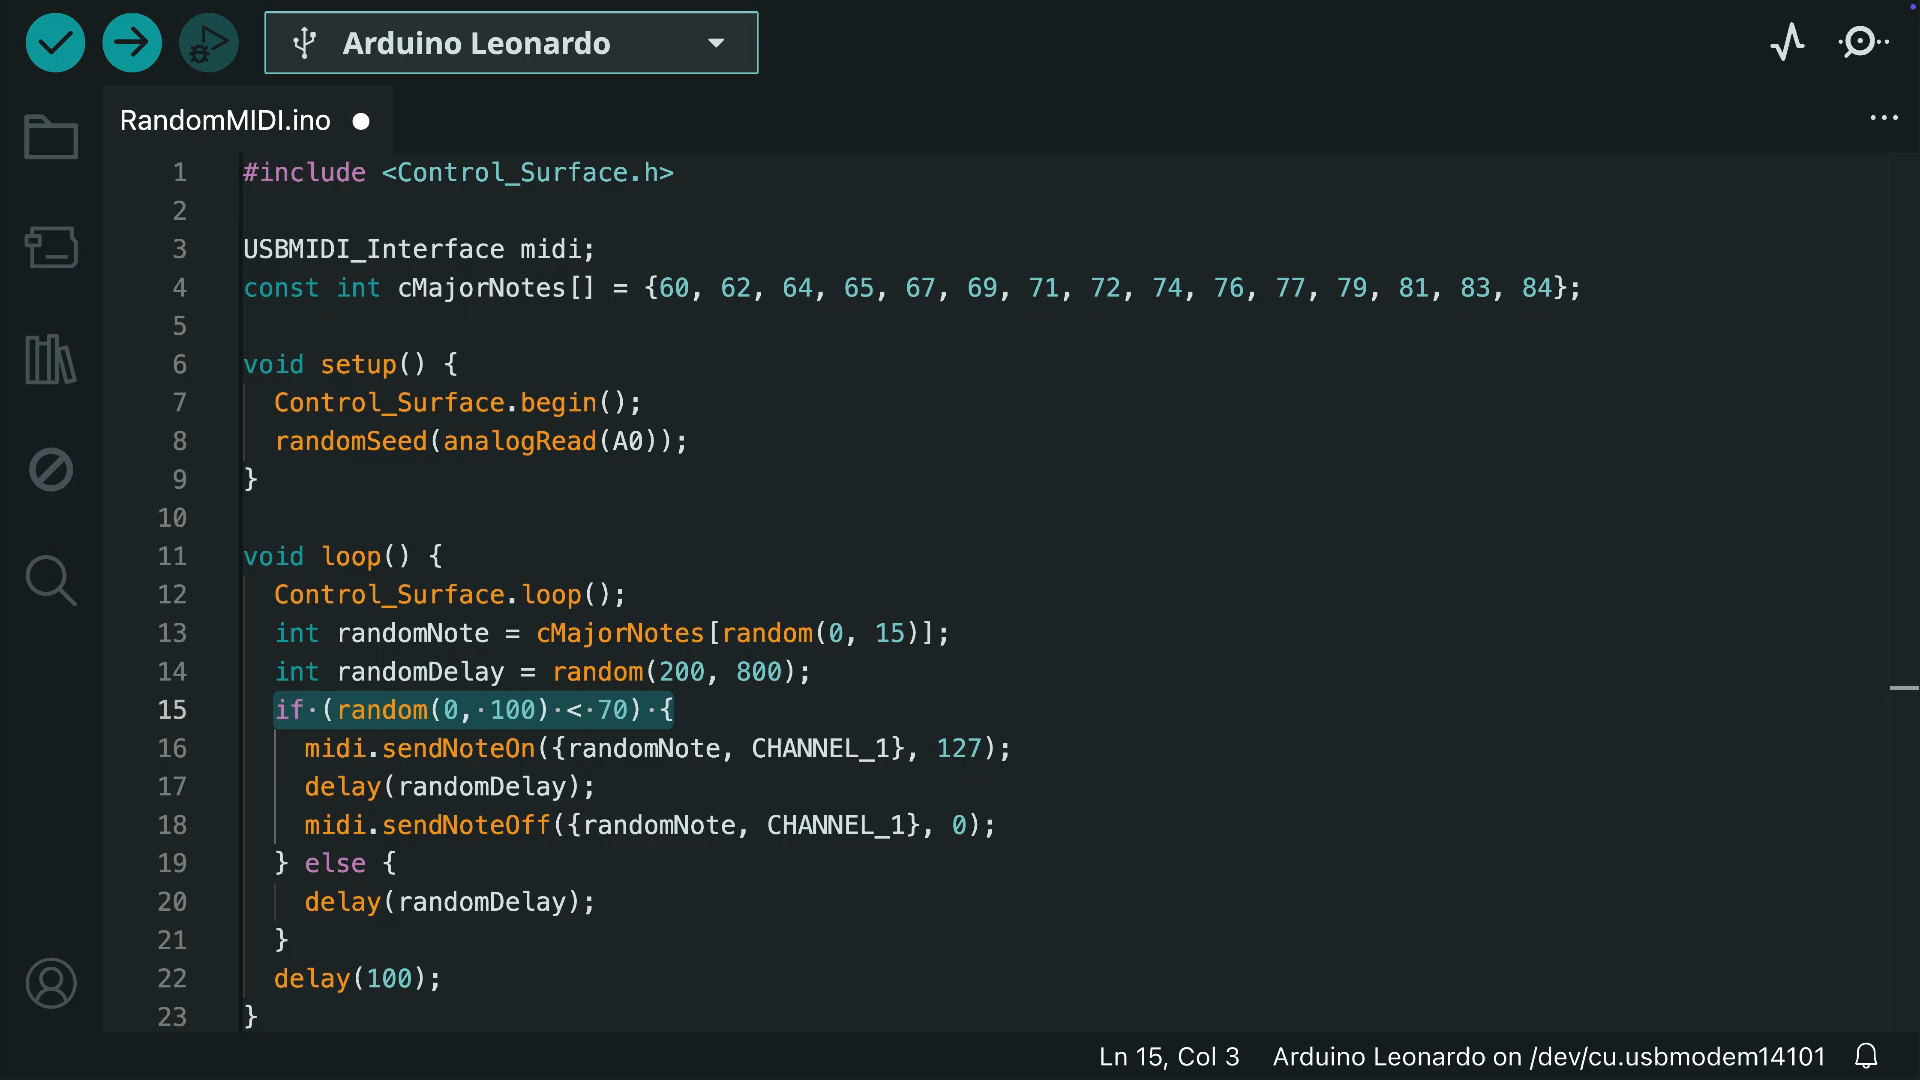 Arduino Leonardo
RandomMIDI.ino
1 #include <Control_Surface.h>
2
3 USBMIDI_Interface midi;
4 const int cMajorNotes[] = {60, 62, 64, 65, 67, 69, 71, 72, 74, 76, 77, 79, 81, 83, 84};
5
6 void setup() {
7   Control_Surface.begin();
8   randomSeed(analogRead(A0));
9 }
10
11 void loop() {
12   Control_Surface.loop();
13   int randomNote = cMajorNotes[random(0, 15)];
14   int randomDelay = random(200, 800);
15   if·(random(0,·100)·<·70)·{
16     midi.sendNoteOn({randomNote, CHANNEL_1}, 127);
17     delay(randomDelay);
18     midi.sendNoteOff({randomNote, CHANNEL_1}, 0);
19   } else {
20     delay(randomDelay);
21   }
22   delay(100);
23 }
Ln 15, Col 3 Arduino Leonardo on /dev/cu.usbmodem14101